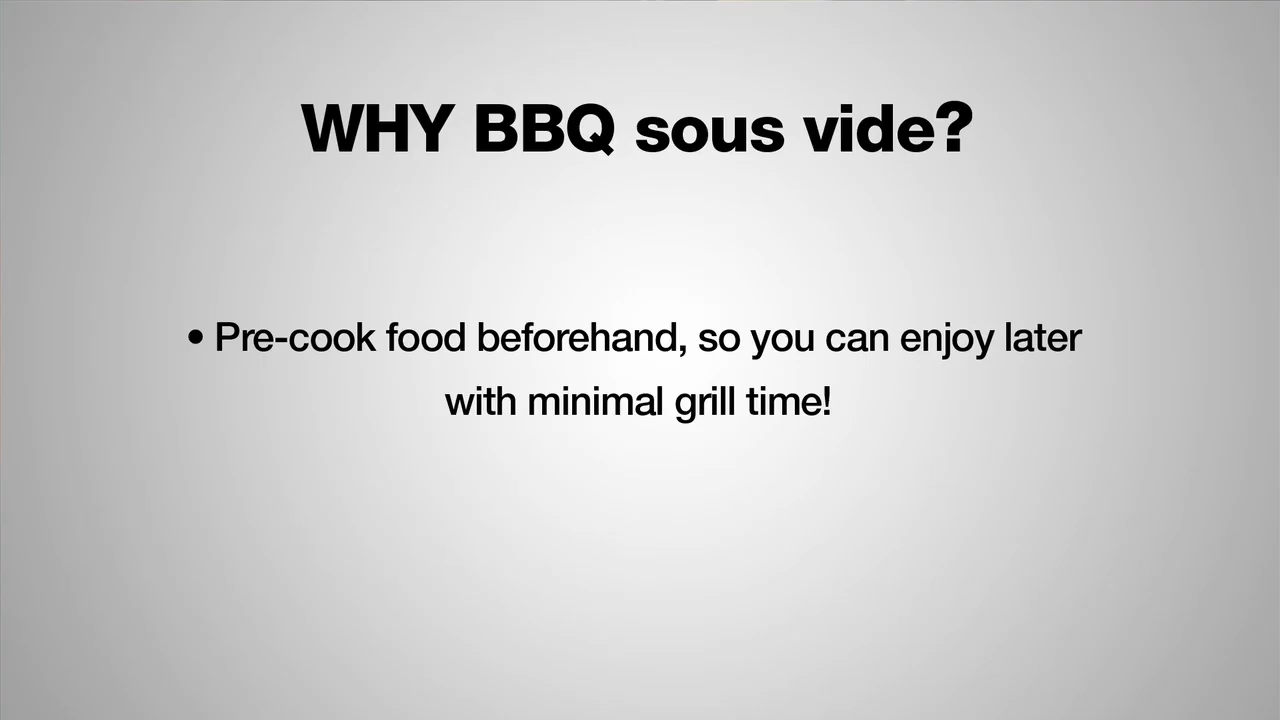 WHY BBQ sous vide?
• Pre-cook food beforehand, so you can enjoy later
with minimal grill time!